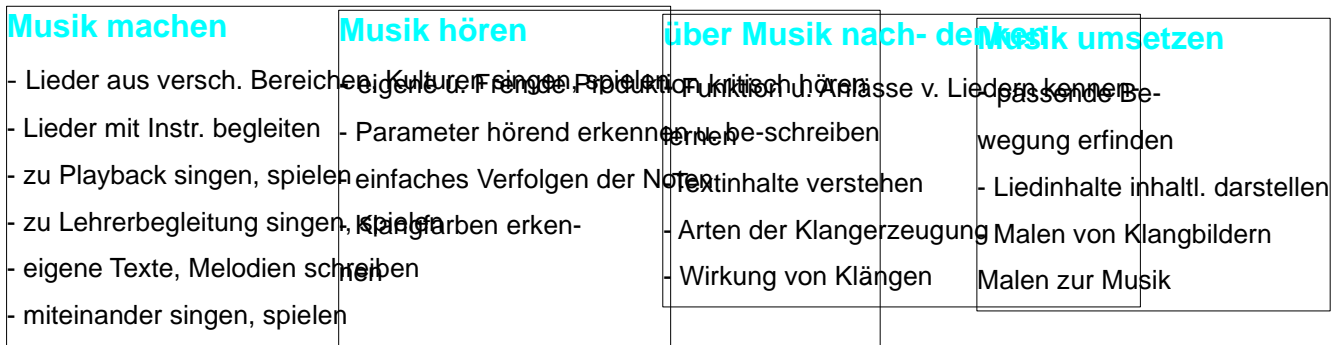 Musik machen
- Lieder aus versch. Bereichen, Kulturen singen, spielen
- Lieder mit Instr. begleiten
- zu Playback singen, spielen
- zu Lehrerbegleitung singen, spielen
- eigene Texte, Melodien schreiben
- miteinander singen, spielen
Musik hören
- eigene u. Fremde Produktion kritisch hören
- Parameter hörend erkennen u. be-schreiben
- einfaches Verfolgen der Noten
- Klangfarben erken-
nen
über Musik nach- denken
- Funktion u. Anlässe v. Liedern kennen-
lernen
-Textinhalte verstehen
- Arten der Klangerzeugung
- Wirkung von Klängen
Musik umsetzen
- passende Be-
wegung erfinden
- Liedinhalte inhaltl. darstellen
- Malen von Klangbildern
Malen zur Musik